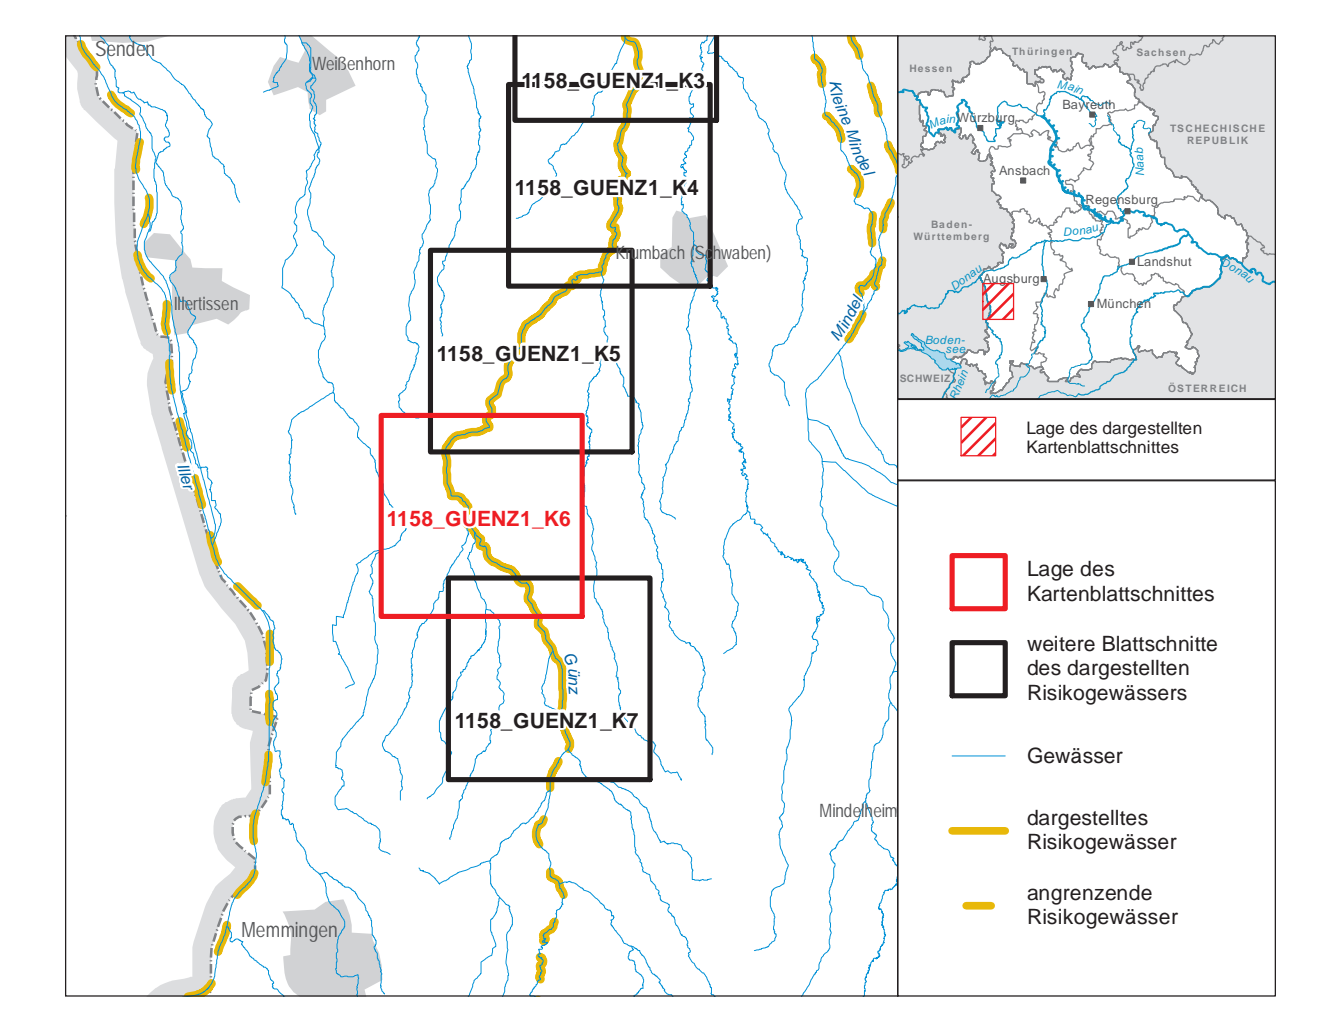 Senden
Weißenhorn
1158_GUENZ1_K3
Kleine Mindel
1158_GUENZ1_K4
Krumbach (Schwaben)
Illertissen
Mindel
1158_GUENZ1_K5
Iller
1158_GUENZ1_K6
Günz
1158_GUENZ1_K7
Mindelheim
Memmingen
Thüringen
Sachsen
Hessen
Main
Bayreuth
Main
Würzburg
TSCHECHISCHE
REPUBLIK
Naab
Ansbach
Regensburg
Baden-
Württemberg
Donau
Landshut
Donau
Donau
Augsburg
München
Boden-
see
SCHWEIZ
Rhein
ÖSTERREICH
Lage des dargestellten
Kartenblattschnittes
Lage des
Kartenblattschnittes
weitere Blattschnitte
des dargestellten
Risikogewässers
Gewässer
dargestelltes
Risikogewässer
angrenzende
Risikogewässer